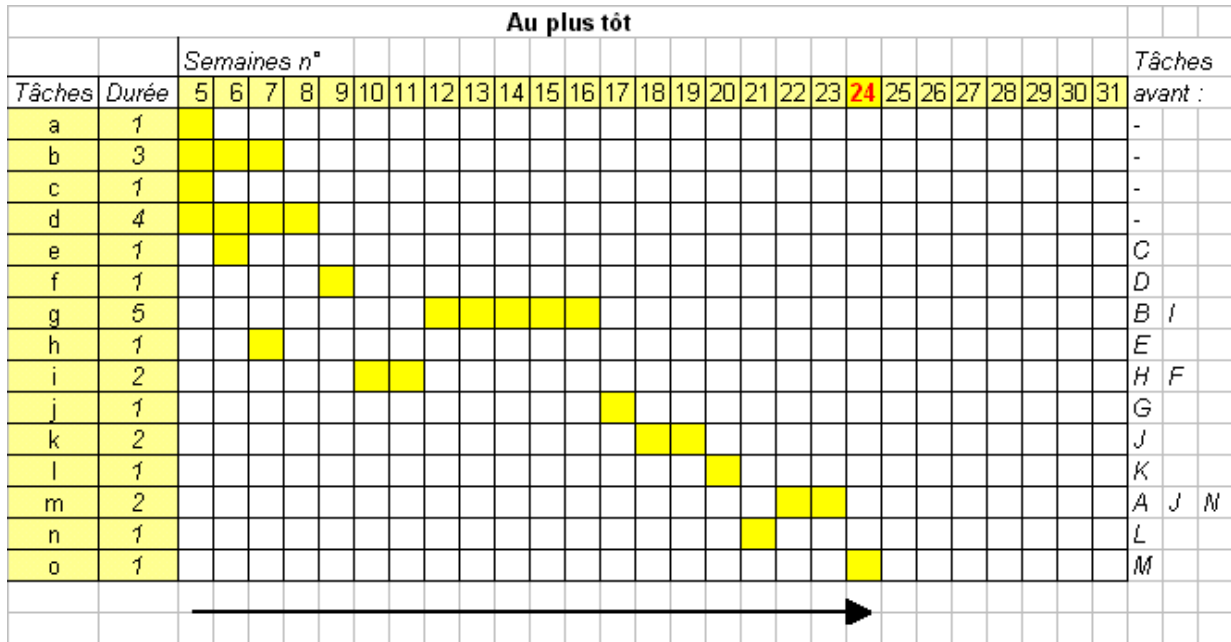 Au plus tôt
Semaines n° Tâches
Tâches Durée 5 6 7 8 9 10 11 12 13 14 15 16 17 18 19 20 21 22 23 24 25 26 27 28 29 30 31 avant :
a 1 -
b 3 -
c 1 -
d 4 -
e 1 C
f 1 D
g 5 B I
h 1 E
i 2 H F
j 1 G
k 2 J
l 1 K
m 2 A J N
n 1 L
o 1 M